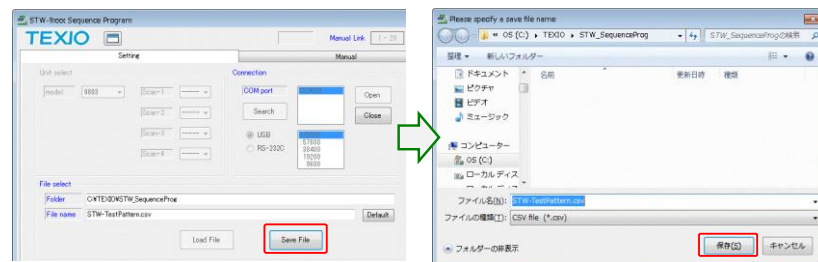 STW-9xxx Sequence Program
TEXIO
Manual Link
1 - 29
Setting
Manual
Unit select
model
9803
Scan-1
Scan-2
Scan-3
Scan-4
Connection
COM port
Search
Open
Close
USB
RS-232C
57600
38400
19200
9600
File select
Folder
C:¥TEXIO¥STW_SequenceProg
File name
STW-TestPattern.csv
Default
Load File
Save File
Please specify a save file name
« OS (C:) ▸ TEXIO ▸ STW_SequenceProg
STW_SequenceProgの検索
整理
新しいフォルダー
ドキュメント
ピクチャ
ビデオ
ミュージック
コンピューター
OS (C:)
ローカル ディス
名前
更新日時
種類
ファイル名(N):
STW-TestPattern.csv
ファイルの種類(T):
CSV file (*.csv)
フォルダーの非表示
保存(S)
キャンセル